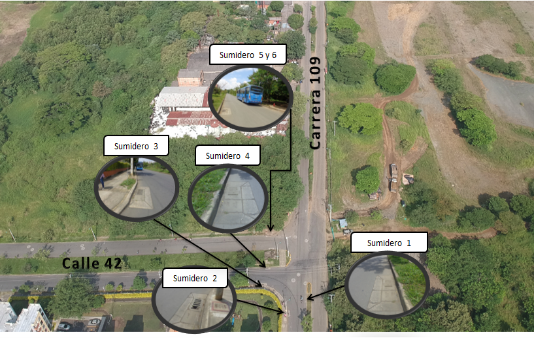 Sumidero 5 y 6
Carrera 109
Sumidero 3
Sumidero 4
Sumidero 1
Calle 42
Sumidero 2